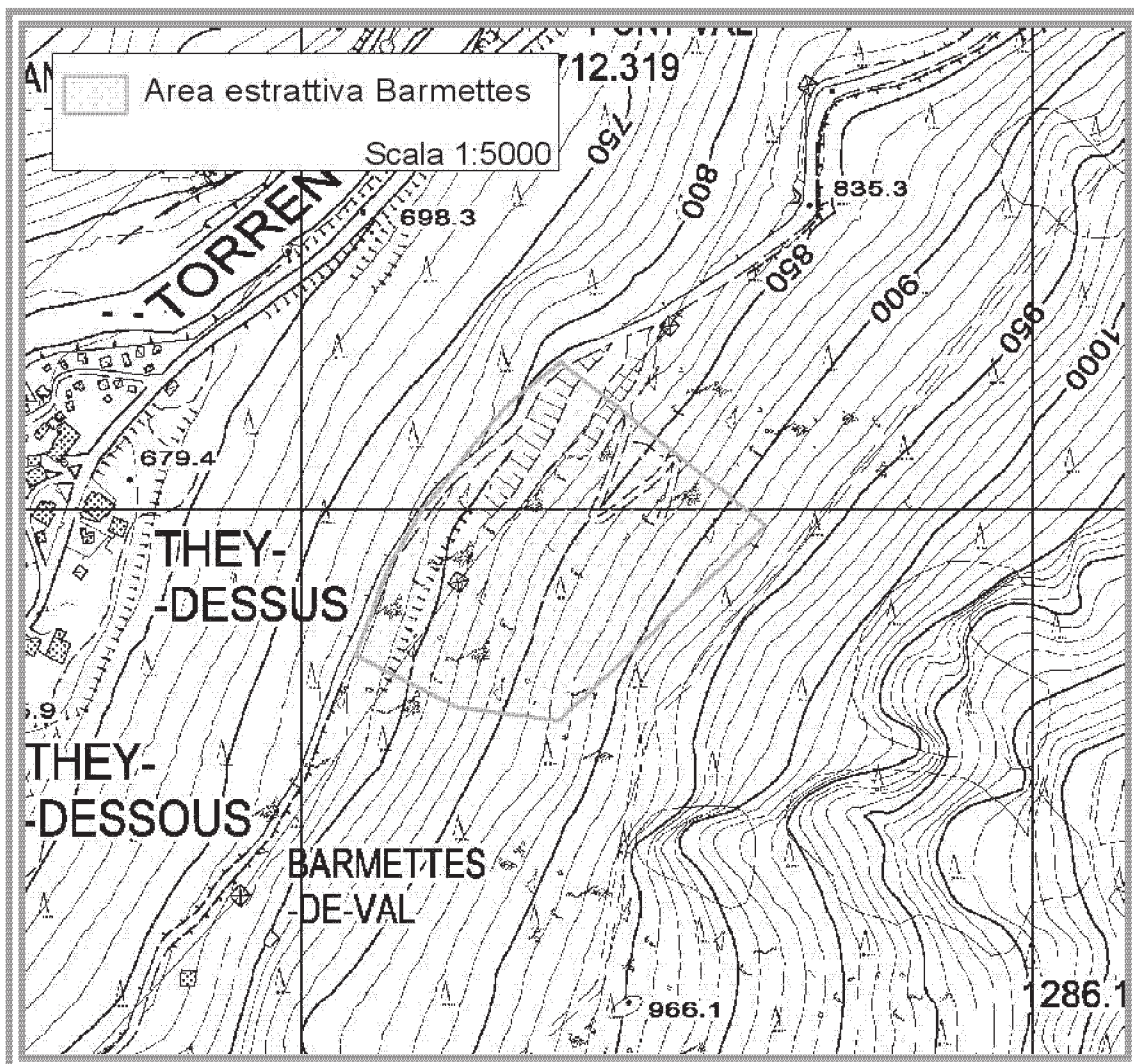 Area estrattiva Barmettes
Scala 1:5000
712.319
750
800
835.3
698.3
TORREN
850
900
950
1000
679.4
THEY-
-DESSUS
THEY-
-DESSOUS
BARMETTES
-DE-VAL
966.1
1286.1